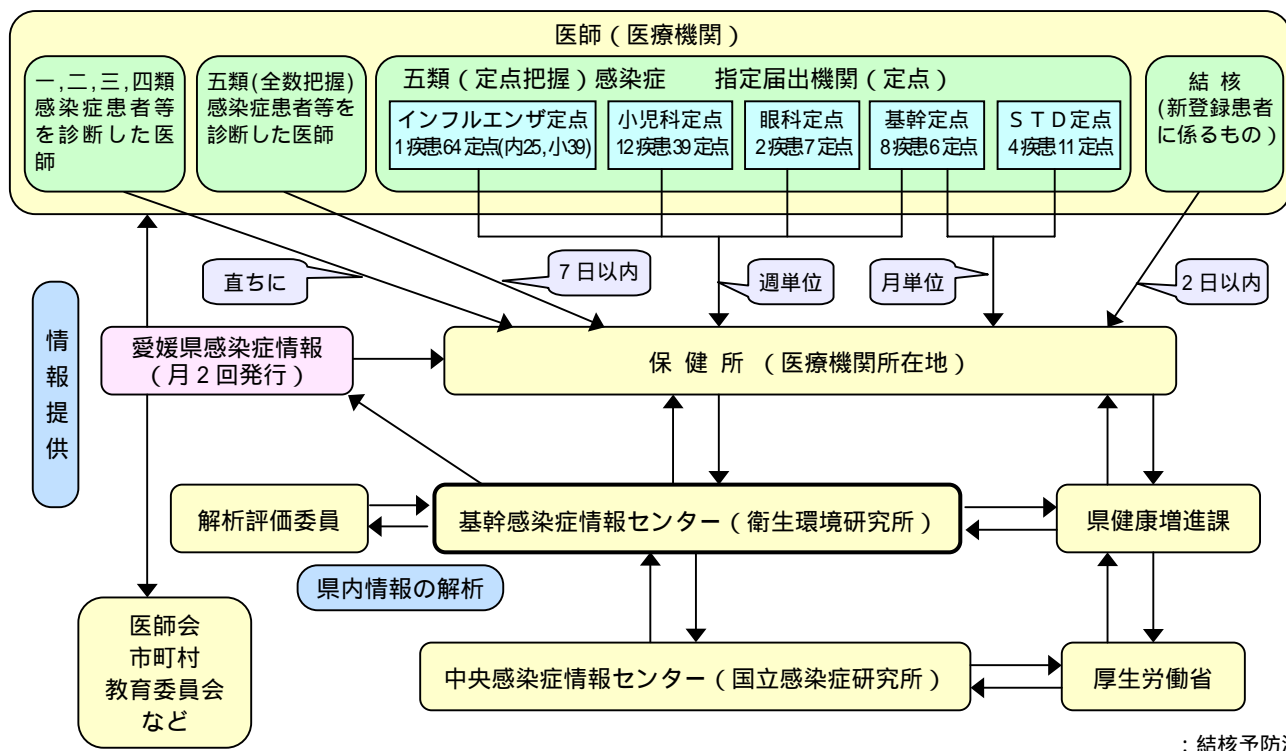 医師（医療機関）
一,二,三,四類
感染症患者等
を診断した医
師
五類(全数把握)
感染症患者等を
診断した医師
五類（定点把握）感染症　　指定届出機関（定点）
インフルエンザ定点
1疾患64定点(内25,小39)
小児科定点
12疾患39定点
眼科定点
2疾患7定点
基幹定点
8疾患6定点
ＳＴＤ定点
4疾患11定点
結 核
(新登録患者
に係るもの）
直ちに
７日以内
週単位
月単位
２日以内
情報提供
愛媛県感染症情報
（月２回発行）
保 健 所 （医療機関所在地）
解析評価委員
基幹感染症情報センター（衛生環境研究所）
県健康増進課
県内情報の解析
医師会
市町村
教育委員会
など
中央感染症情報センター（国立感染症研究所）
厚生労働省
：結核予防